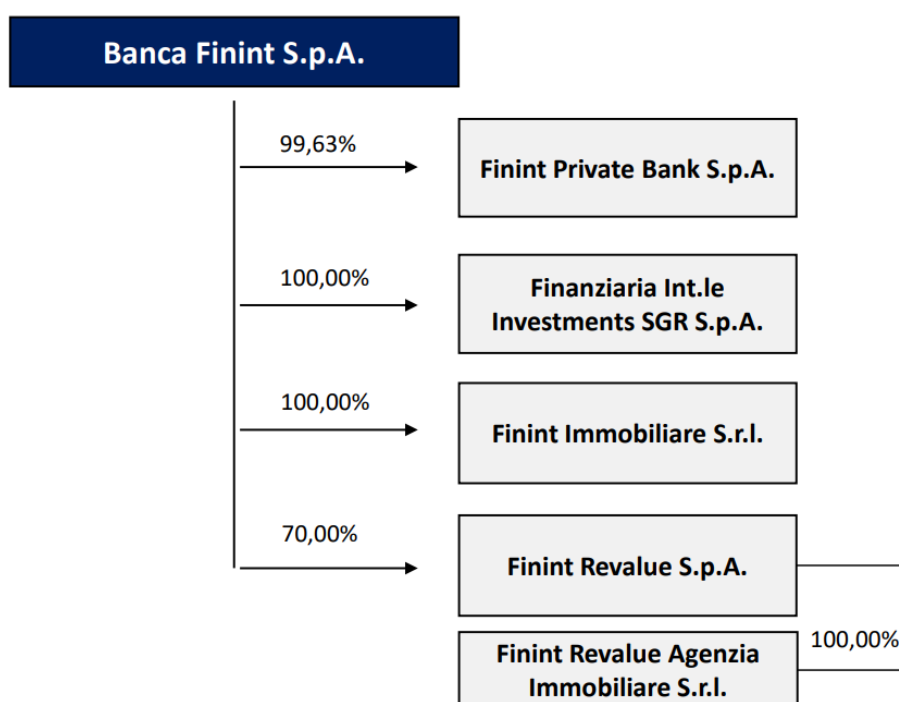 Banca Finint S.p.A.
99,63%
Finint Private Bank S.p.A.
100,00%
Finanziaria Int.le
Investments SGR S.p.A.
100,00%
Finint Immobiliare S.r.l.
70,00%
Finint Revalue S.p.A.
Finint Revalue Agenzia
Immobiliare S.r.l.
100,00%